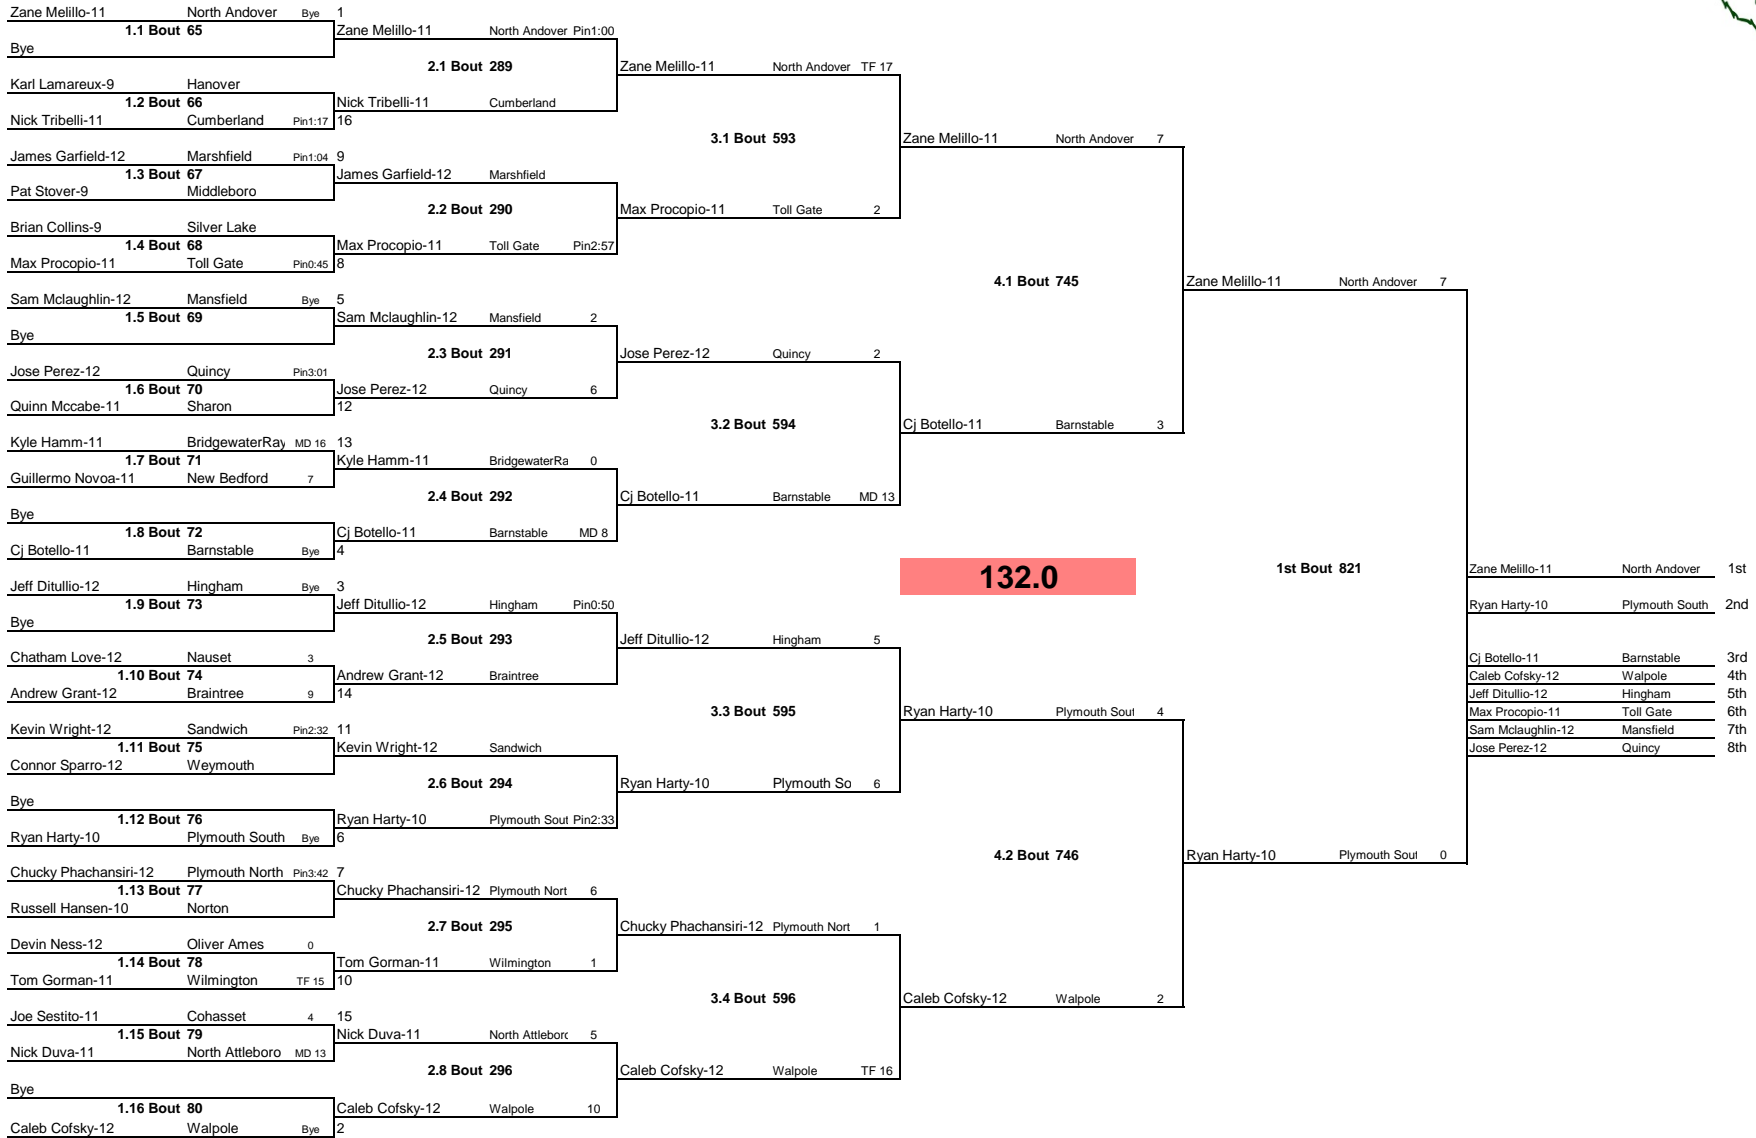 Zane Melillo-11 North Andover Bye 1
1.1 Bout 65
Zane Melillo-11 North Andover Pin1:00
Bye
2.1 Bout 289
Zane Melillo-11 North Andover TF 17
Karl Lamareux-9 Hanover
1.2 Bout 66
Nick Tribelli-11 Cumberland
Nick Tribelli-11 Cumberland Pin1:17 16
3.1 Bout 593
Zane Melillo-11 North Andover 7
James Garfield-12 Marshfield Pin1:04 9
1.3 Bout 67
James Garfield-12 Marshfield
Pat Stover-9 Middleboro
2.2 Bout 290
Max Procopio-11 Toll Gate 2
Brian Collins-9 Silver Lake
1.4 Bout 68
Max Procopio-11 Toll Gate Pin2:57
Max Procopio-11 Toll Gate Pin0:45 8
4.1 Bout 745
Zane Melillo-11 North Andover 7
Sam Mclaughlin-12 Mansfield Bye 5
1.5 Bout 69
Sam Mclaughlin-12 Mansfield 2
Bye
2.3 Bout 291
Jose Perez-12 Quincy 2
Jose Perez-12 Quincy Pin3:01
1.6 Bout 70
Jose Perez-12 Quincy 6
Quinn Mccabe-11 Sharon 12
3.2 Bout 594
Cj Botello-11 Barnstable 3
Kyle Hamm-11 BridgewaterRay MD 16 13
1.7 Bout 71
Kyle Hamm-11 BridgewaterRa 0
Guillermo Novoa-11 New Bedford 7
2.4 Bout 292
Cj Botello-11 Barnstable MD 13
Bye
1.8 Bout 72
Cj Botello-11 Barnstable MD 8
Cj Botello-11 Barnstable Bye 4
132.0
1st Bout 821
Zane Melillo-11 North Andover 1st
Jeff Ditullio-12 Hingham Bye 3
1.9 Bout 73
Jeff Ditullio-12 Hingham Pin0:50
Ryan Harty-10 Plymouth South 2nd
Bye
2.5 Bout 293
Jeff Ditullio-12 Hingham 5
Chatham Love-12 Nauset 3
Cj Botello-11 Barnstable 3rd
1.10 Bout 74
Andrew Grant-12 Braintree
Caleb Cofsky-12 Walpole 4th
Andrew Grant-12 Braintree 9 14
Jeff Ditullio-12 Hingham 5th
3.3 Bout 595
Ryan Harty-10 Plymouth Sout 4
Max Procopio-11 Toll Gate 6th
Kevin Wright-12 Sandwich Pin2:32 11
Sam Mclaughlin-12 Mansfield 7th
1.11 Bout 75
Kevin Wright-12 Sandwich
Jose Perez-12 Quincy 8th
Connor Sparro-12 Weymouth
2.6 Bout 294
Ryan Harty-10 Plymouth So 6
Bye
1.12 Bout 76
Ryan Harty-10 Plymouth Sout Pin2:33
Ryan Harty-10 Plymouth South Bye 6
4.2 Bout 746
Ryan Harty-10 Plymouth Sout 0
Chucky Phachansiri-12 Plymouth North Pin3:42 7
1.13 Bout 77
Chucky Phachansiri-12 Plymouth Nort 6
Russell Hansen-10 Norton
2.7 Bout 295
Chucky Phachansiri-12 Plymouth Nort 1
Devin Ness-12 Oliver Ames 0
1.14 Bout 78
Tom Gorman-11 Wilmington 1
Tom Gorman-11 Wilmington TF 15 10
3.4 Bout 596
Caleb Cofsky-12 Walpole 2
Joe Sestito-11 Cohasset 4 15
1.15 Bout 79
Nick Duva-11 North Attleborc 5
Nick Duva-11 North Attleboro MD 13
2.8 Bout 296
Caleb Cofsky-12 Walpole TF 16
Bye
1.16 Bout 80
Caleb Cofsky-12 Walpole 10
Caleb Cofsky-12 Walpole Bye 2